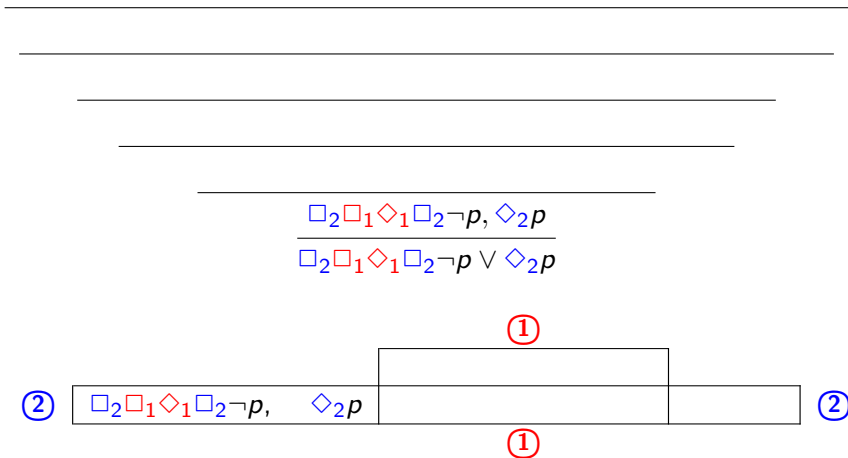 □₂□₁◇₁□₂¬p, ◇₂p
□₂□₁◇₁□₂¬p ∨ ◇₂p
①
② □₂□₁◇₁□₂¬p, ◇₂p ②
①